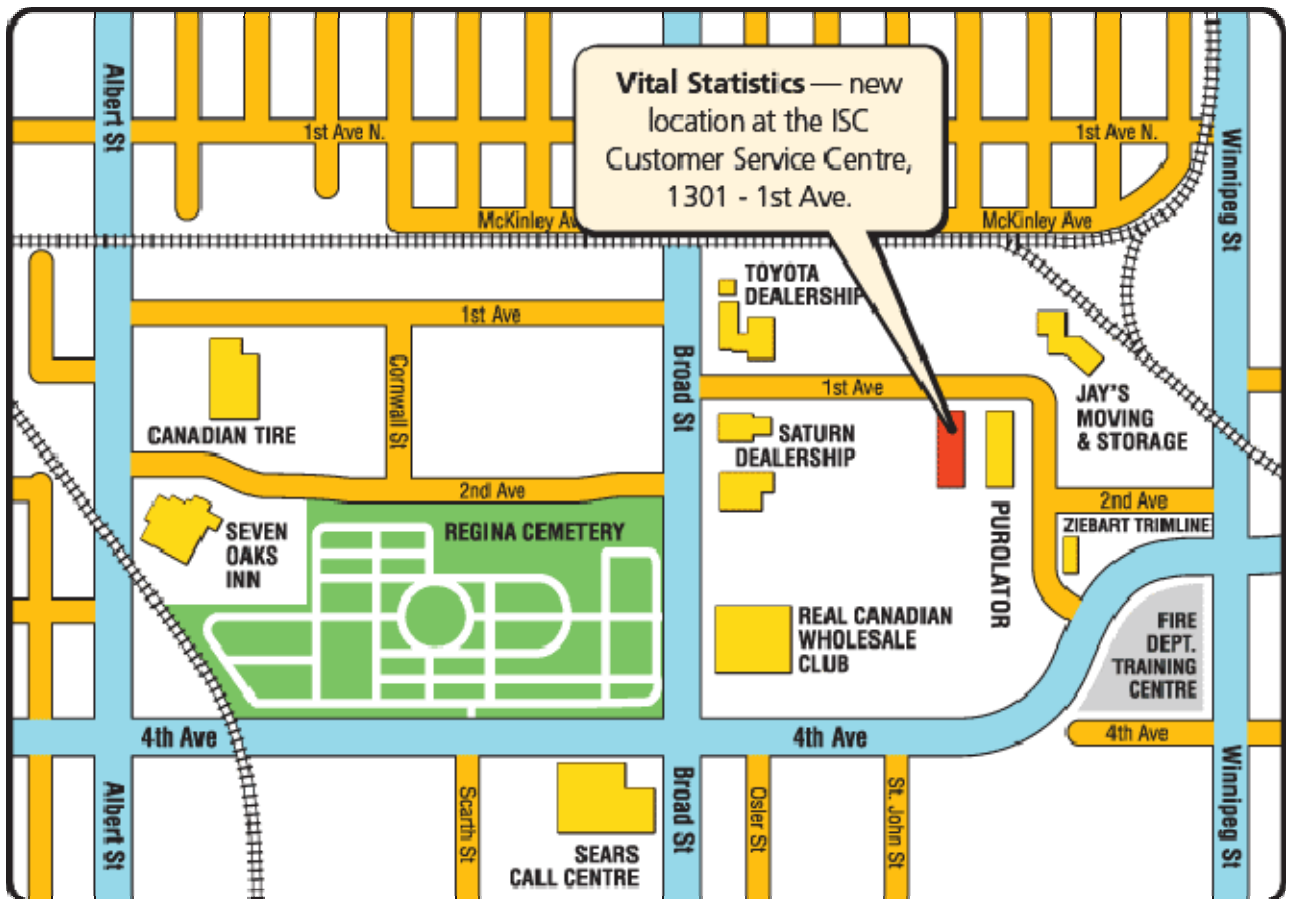 Albert St
1st Ave N.
Vital Statistics — new
location at the ISC
Customer Service Centre,
1301 - 1st Ave.
1st Ave N.
Winnipeg St
McKinley Av
McKinley Ave
TOYOTA
DEALERSHIP
1st Ave
Cornwall St
Broad St
1st Ave
CANADIAN TIRE
SATURN
DEALERSHIP
JAY'S
MOVING
& STORAGE
2nd Ave
2nd Ave
SEVEN
OAKS
INN
REGINA CEMETERY
PUROLATOR
ZIEBART TRIMLINE
REAL CANADIAN
WHOLESALE
CLUB
FIRE
DEPT.
TRAINING
CENTRE
4th Ave
4th Ave
4th Ave
Albert St
Scarth St
SEARS
CALL CENTRE
Broad St
Osler St
St. John St
Winnipeg St